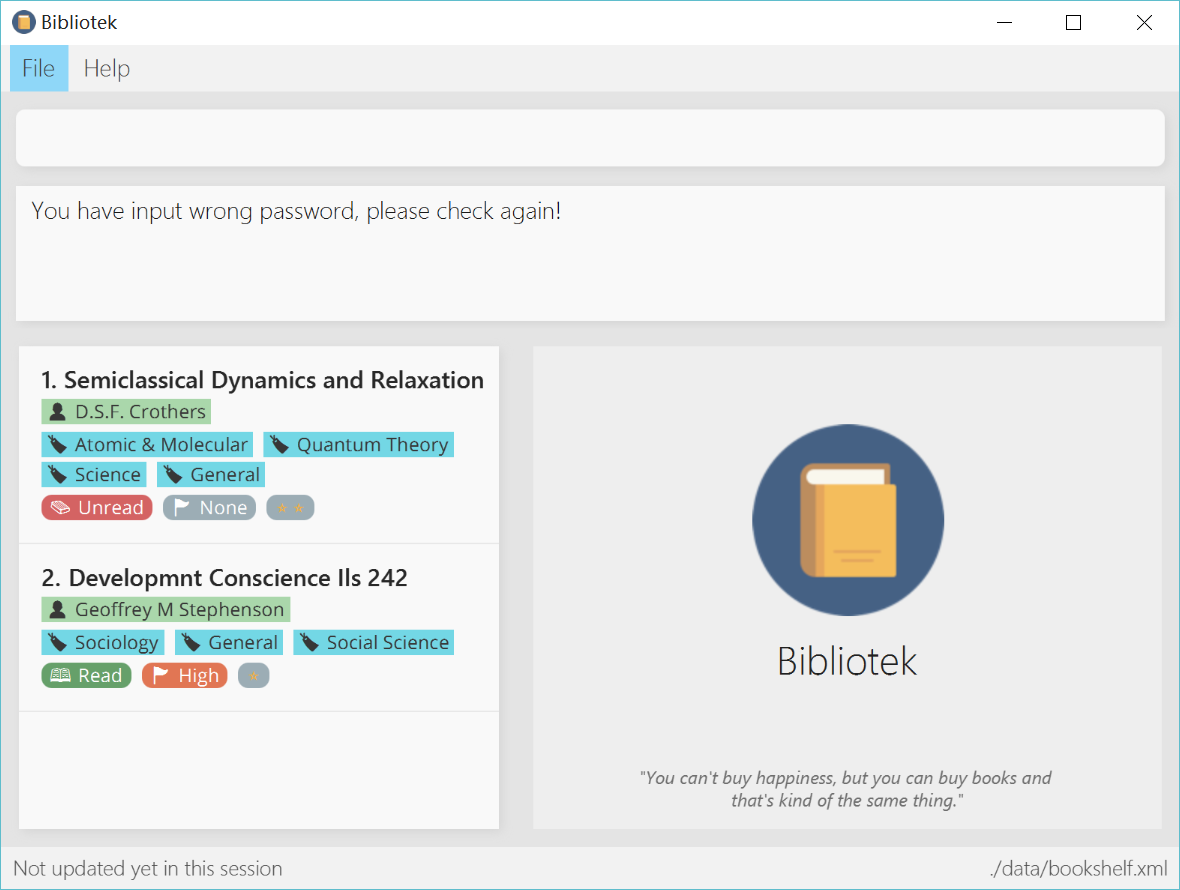 Bibliotek
File Help
You have input wrong password, please check again!
1. Semiclassical Dynamics and Relaxation
D.S.F. Crothers
Atomic & Molecular Quantum Theory
Science General
Unread None
2. Developmnt Conscience Ils 242
Geoffrey M Stephenson
Sociology General Social Science
Read High
Bibliotek
"You can't buy happiness, but you can buy books and
that's kind of the same thing."
Not updated yet in this session ./data/bookshelf.xml